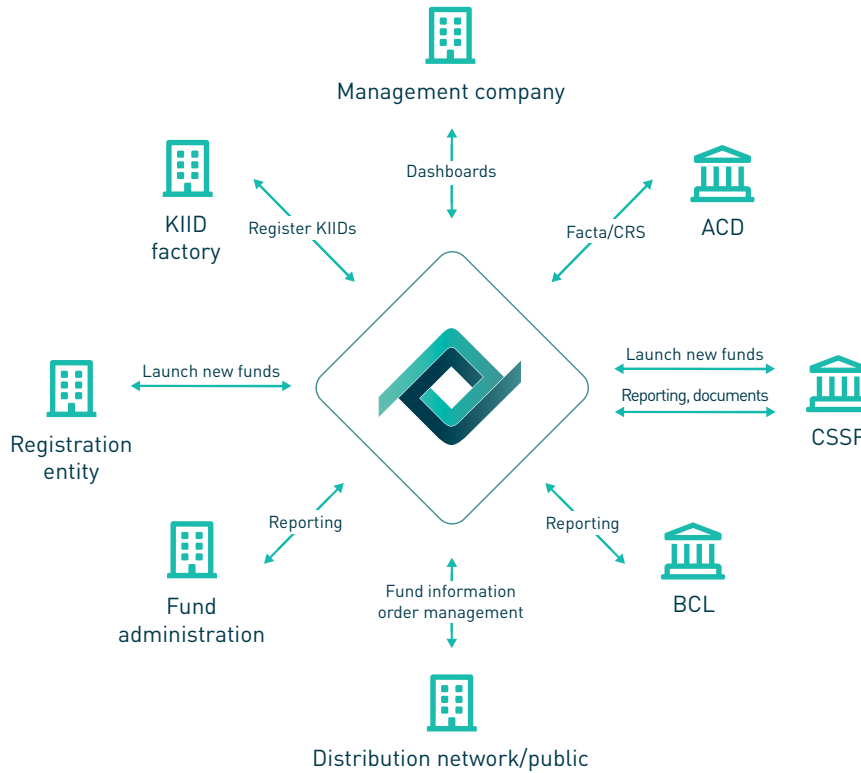 Management company
Dashboards
KIID
factory
Register KIIDs
Facta/CRS
ACD
Launch new funds
Registration
entity
Launch new funds
Reporting, documents
CSSF
Reporting
Fund
administration
Reporting
BCL
Fund information
order management
Distribution network/public